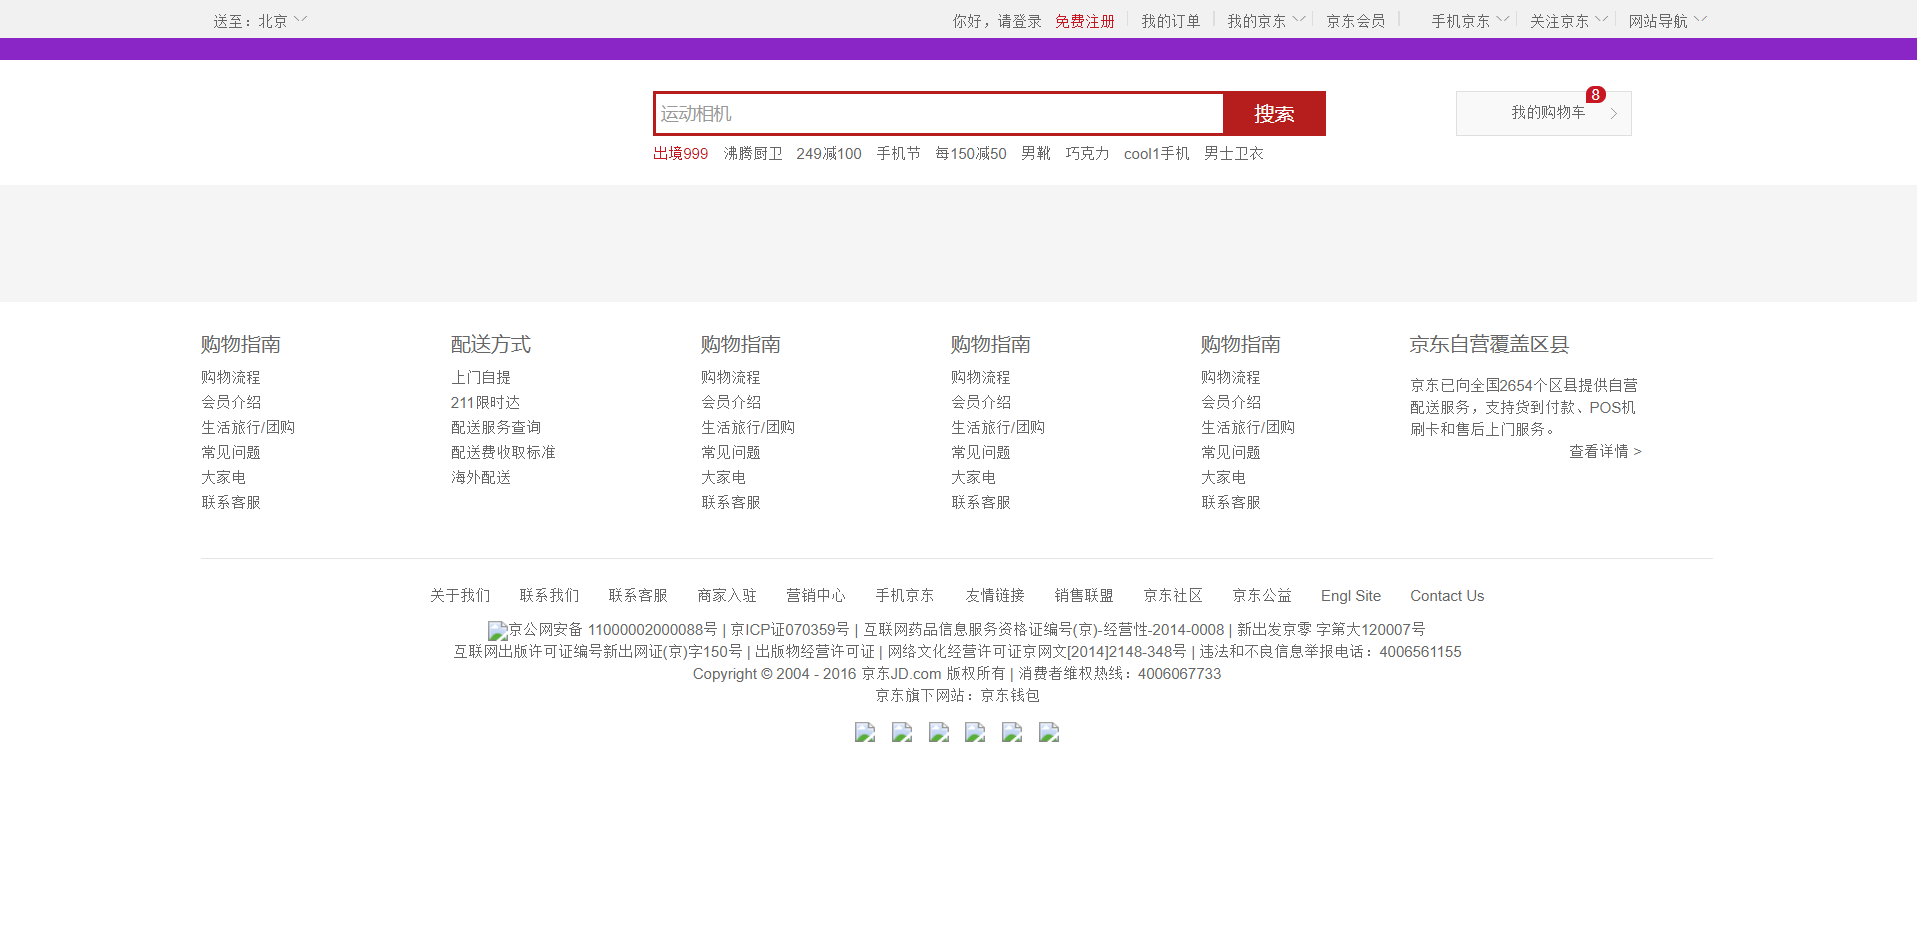 送至：北京 你好，请登录 免费注册 我的订单 我的京东 京东会员 手机京东 关注京东 网站导航
运动相机 搜索 我的购物车 8
出境999 沸腾厨卫 249减100 手机节 每150减50 男靴 巧克力 cool1手机 男士卫衣
购物指南
购物流程
会员介绍
生活旅行/团购
常见问题
大家电
联系客服
配送方式
上门自提
211限时达
配送服务查询
配送费收取标准
海外配送
购物指南
购物流程
会员介绍
生活旅行/团购
常见问题
大家电
联系客服
购物指南
购物流程
会员介绍
生活旅行/团购
常见问题
大家电
联系客服
购物指南
购物流程
会员介绍
生活旅行/团购
常见问题
大家电
联系客服
京东自营覆盖区县
京东已向全国2654个区县提供自营
配送服务，支持货到付款、POS机
刷卡和售后上门服务。
查看详情 >
关于我们 联系我们 联系客服 商家入驻 营销中心 手机京东 友情链接 销售联盟 京东社区 京东公益 Engl Site Contact Us
京公网安备 11000002000088号 | 京ICP证070359号 | 互联网药品信息服务资格证编号(京)-经营性-2014-0008 | 新出发京零 字第大120007号
互联网出版许可证编号新出网证(京)字150号 | 出版物经营许可证 | 网络文化经营许可证京网文[2014]2148-348号 | 违法和不良信息举报电话：4006561155
Copyright © 2004 - 2016 京东JD.com 版权所有 | 消费者维权热线：4006067733
京东旗下网站：京东钱包